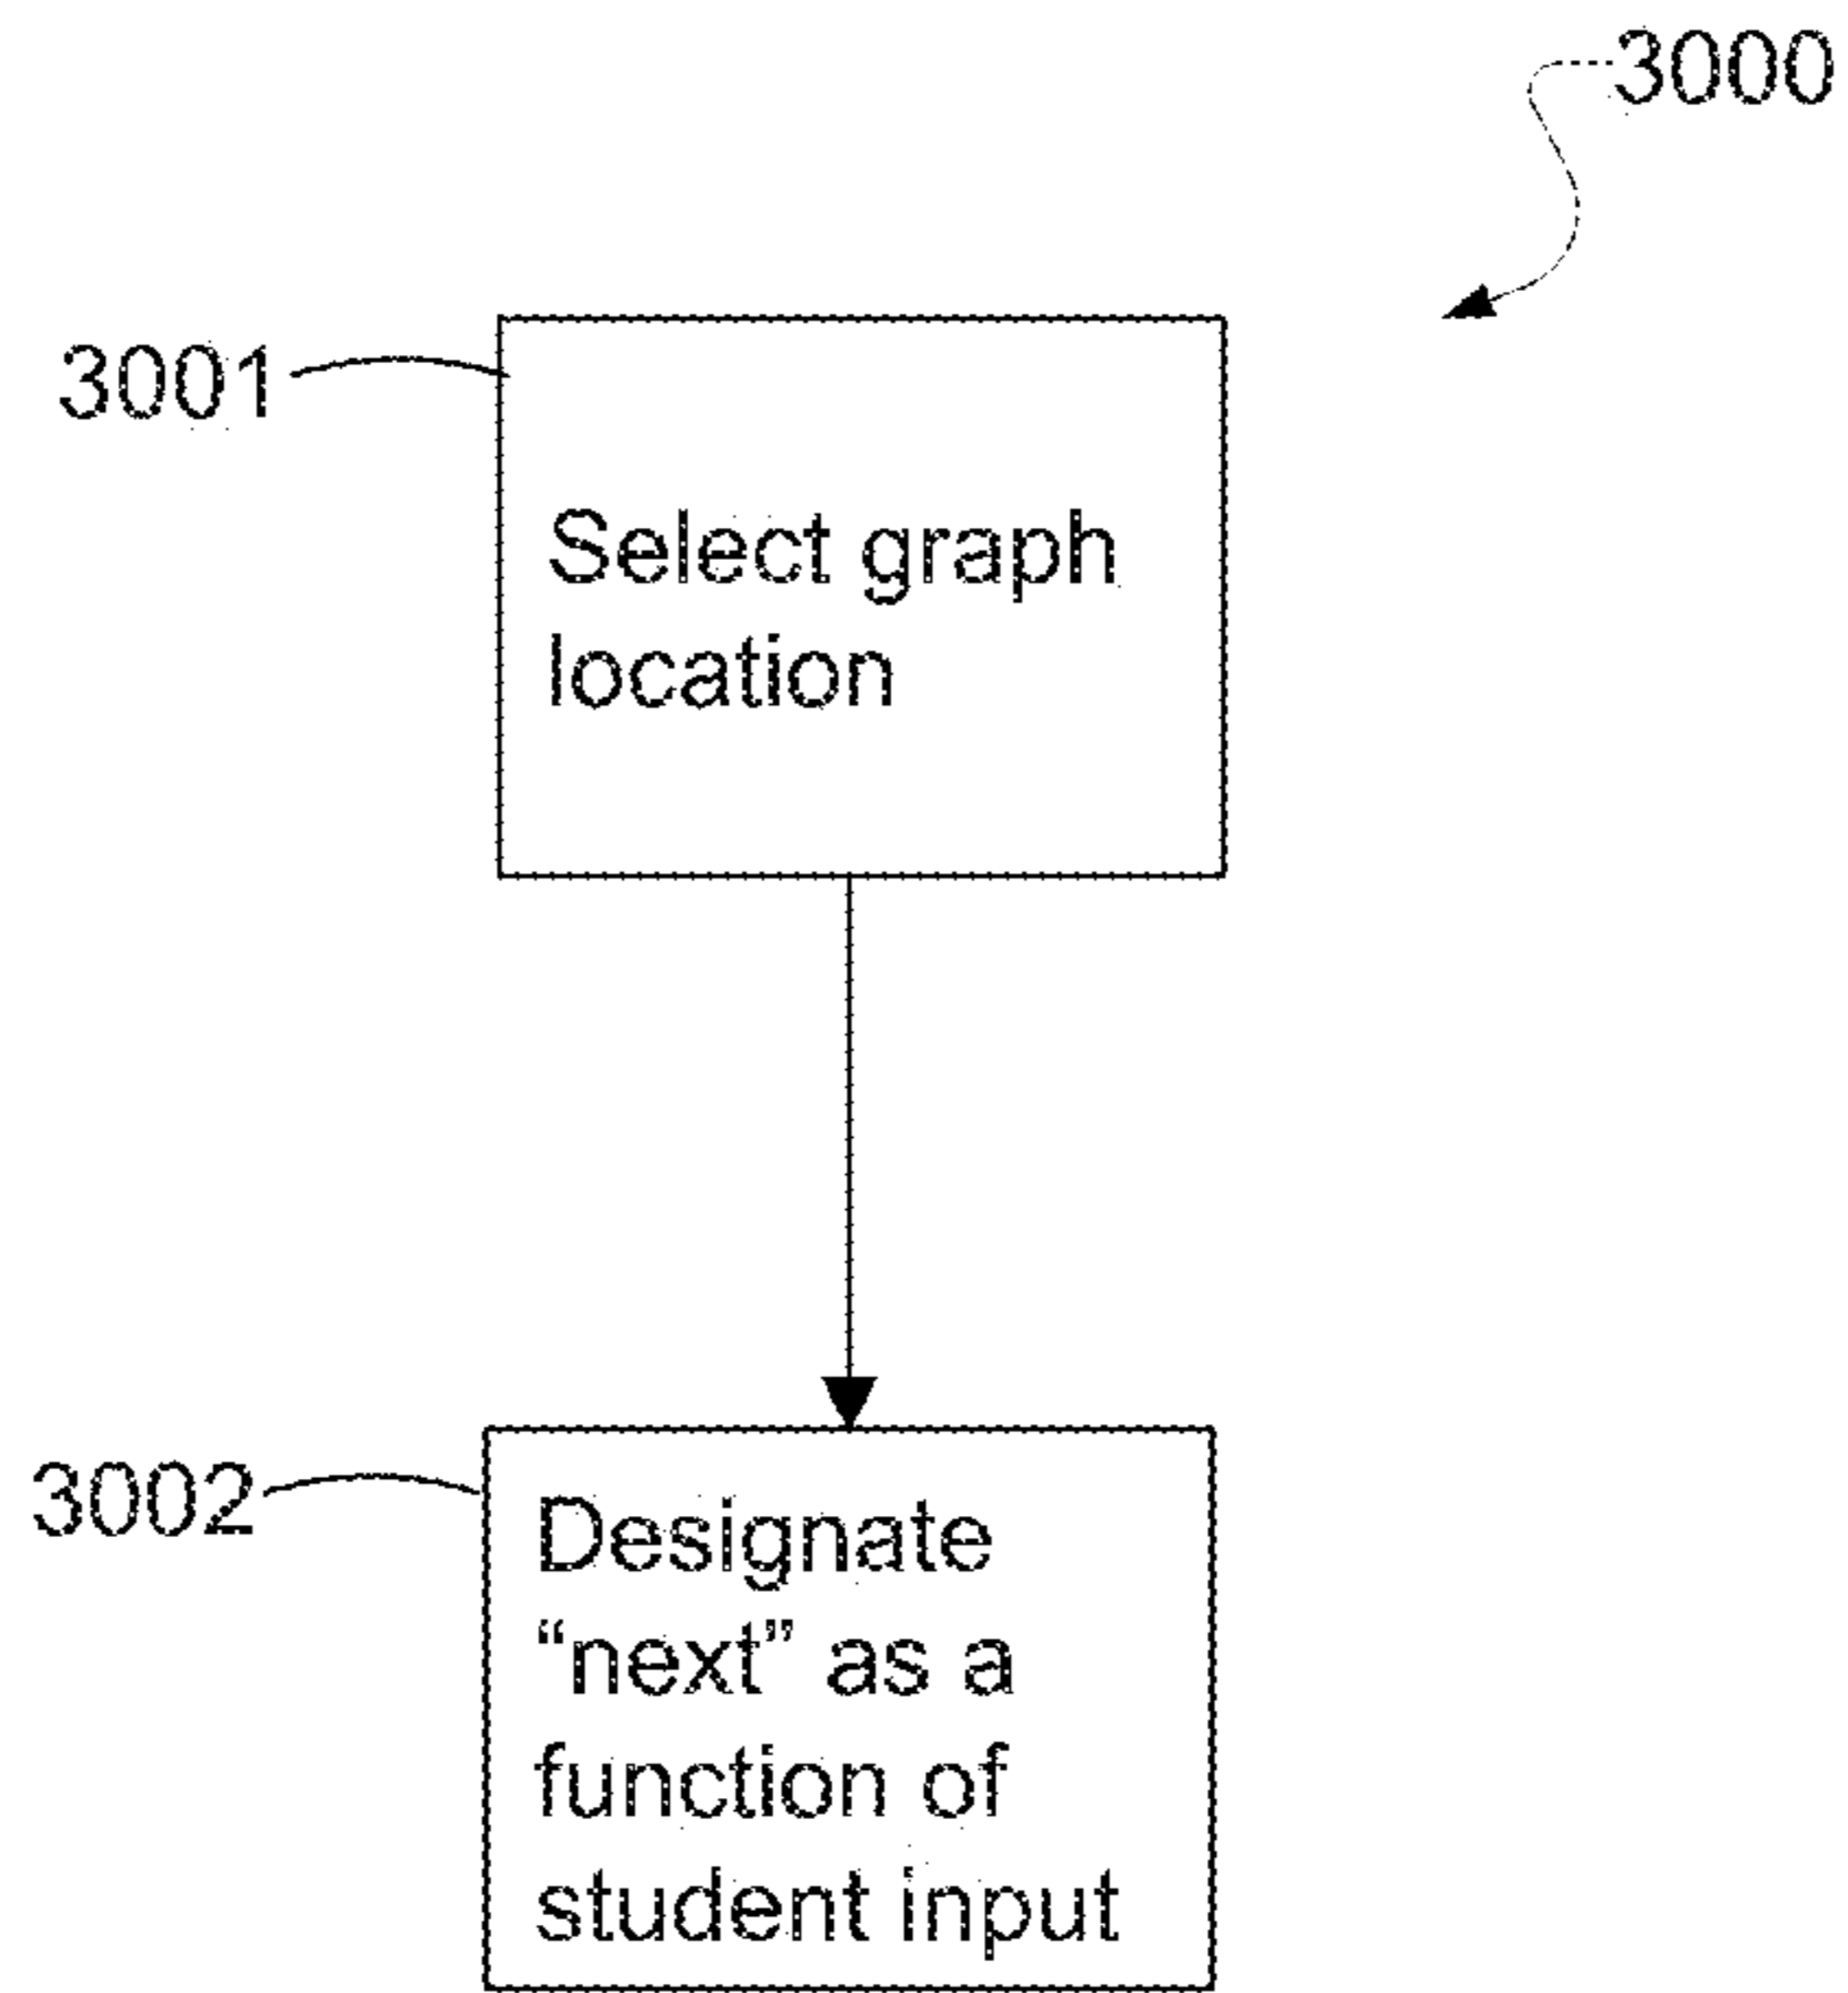 3000
3001
Select graph
location
3002
Designate
“next” as a
function of
student input